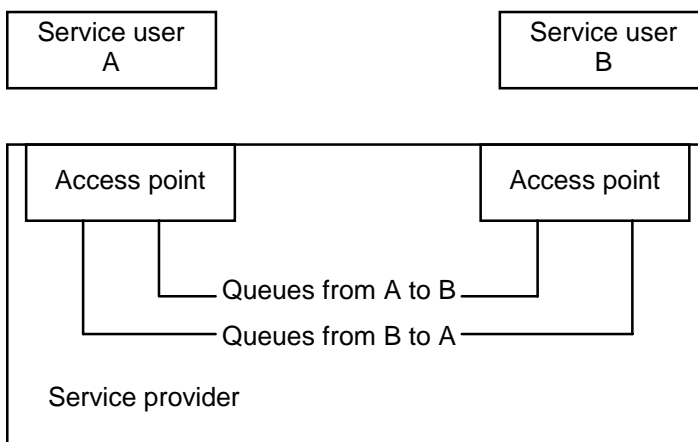 Service user
A
Service user
B
Access point
Access point
Queues from A to B
Queues from B to A
Service provider